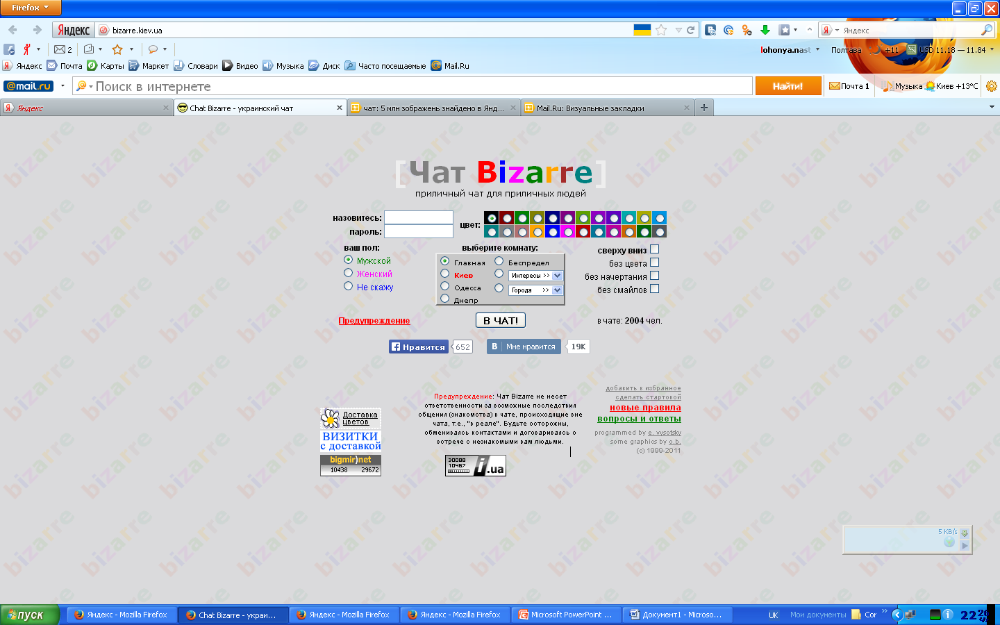 Firefox
Яндекс
bizarre.kiev.ua
Яндекс
2
lohonya.nast
Полтава
+11
USD 11.18 — 11.84
Яндекс
Почта
Карты
Маркет
Словари
Видео
Музыка
Диск
Часто посещаемые
Mail.Ru
@mail.ru
Поиск в интернете
Найти!
Почта 1
Музыка
Киев +13°C
Яндекс
Chat Bizarre - украинский чат
чат: 5 млн зображень знайдено в Янд...
Mail.Ru: Визуальные закладки
[Чат Bizarre]
приличный чат для приличных людей
назовитесь:
пароль:
цвет:
ваш пол:
Мужской
Женский
Не скажу
выберите комнату:
Главная
Беспредел
Киев
Интересы >>
Одесса
Города >>
Днепр
сверху вниз
без цвета
без начертания
без смайлов
Предупреждение
В ЧАТ!
в чате: 2004 чел.
Нравится
652
В Мне нравится
19K
добавить в избранное
сделать стартовой
новые правила
вопросы и ответы
programmed by e. vysotsky
some graphics by o.b.
(c) 1999-2011
Предупреждение: Чат Bizarre не несет
ответственности за возможные последствия
общения (знакомства) в чате, происходящие вне
чата, т.е., "в реале". Будьте осторожны,
обмениваясь контактами и договариваясь о
встрече с незнакомыми вам людьми.
Доставка
цветов
ВИЗИТКИ
с доставкой
bigmir)net
10438 29672
30088
10467
i.ua
5 KB/s
пуск
Яндекс - Mozilla Firefox
Chat Bizarre - украи...
Яндекс - Mozilla Firefox
Яндекс - Mozilla Firefox
Microsoft PowerPoint ...
Документ1 - Microso...
UK
Мои документы
Cor
22